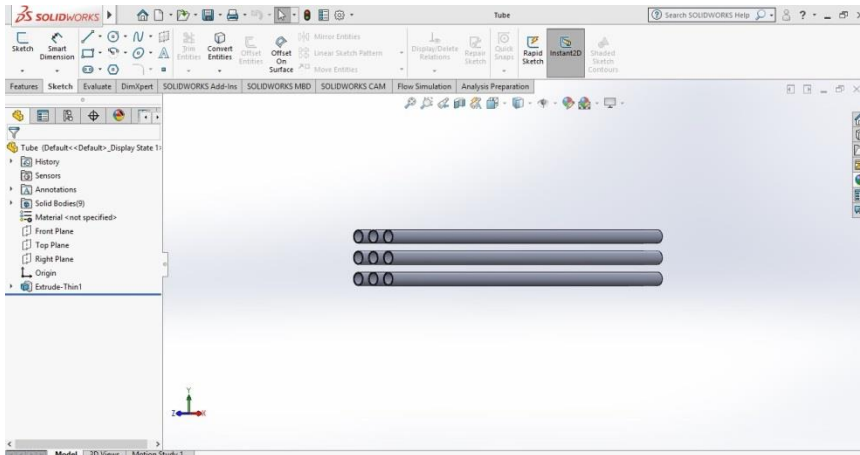 SOLIDWORKS
Tube
Search SOLIDWORKS Help
Sketch
Smart Dimension
Trim Entities
Convert Entities
Offset Entities
Offset On Surface
Mirror Entities
Linear Sketch Pattern
Move Entities
Display/Delete Relations
Repair Sketch
Quick Snaps
Rapid Sketch
Instant2D
Shaded Sketch Contours
Features Sketch Evaluate DimXpert SOLIDWORKS Add-Ins SOLIDWORKS MBD SOLIDWORKS CAM Flow Simulation Analysis Preparation
Tube (Default<<Default>_Display State 1>
History
Sensors
Annotations
Solid Bodies(9)
Material <not specified>
Front Plane
Top Plane
Right Plane
Origin
Extrude-Thin1
Y
Z X
Model 3D Views Motion Study 1